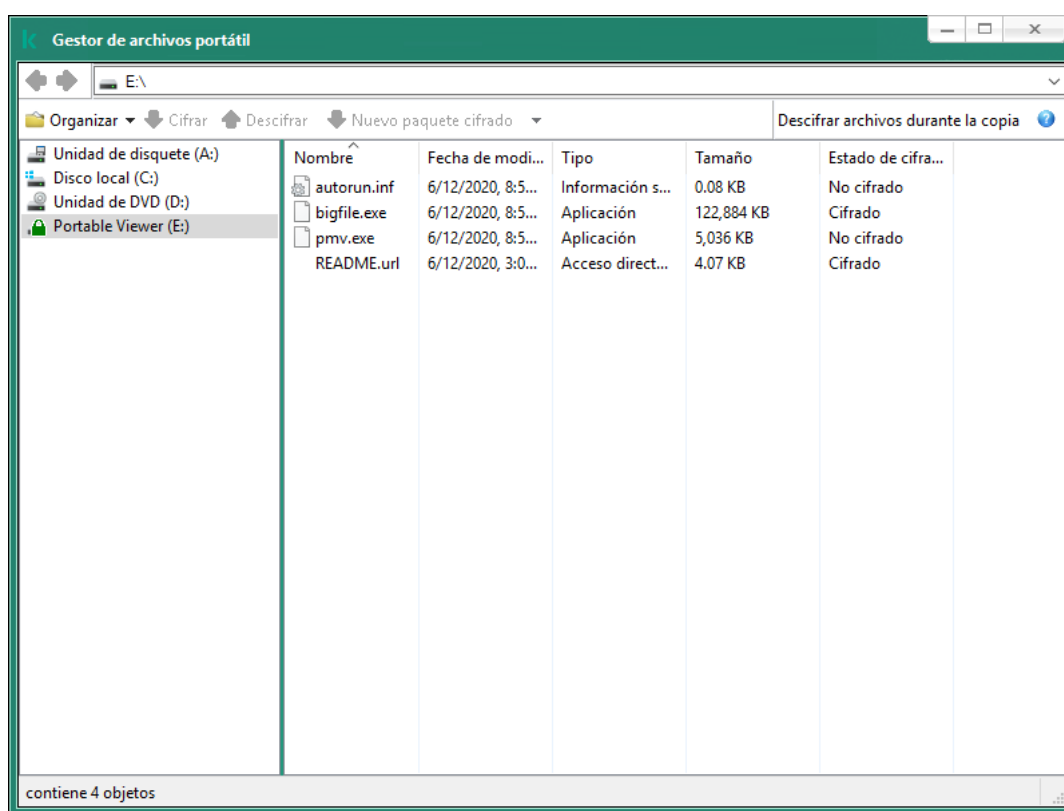 Gestor de archivos portátil
E:\
Organizar Cifrar Descifrar Nuevo paquete cifrado Descifrar archivos durante la copia
Unidad de disquete (A:)
Disco local (C:)
Unidad de DVD (D:)
Portable Viewer (E:)
Nombre Fecha de modi... Tipo Tamaño Estado de cifra...
autorun.inf 6/12/2020, 8:5... Información s... 0.08 KB No cifrado
bigfile.exe 6/12/2020, 8:5... Aplicación 122,884 KB Cifrado
pmv.exe 6/12/2020, 8:5... Aplicación 5,036 KB No cifrado
README.url 6/12/2020, 3:0... Acceso direct... 4.07 KB Cifrado
contiene 4 objetos